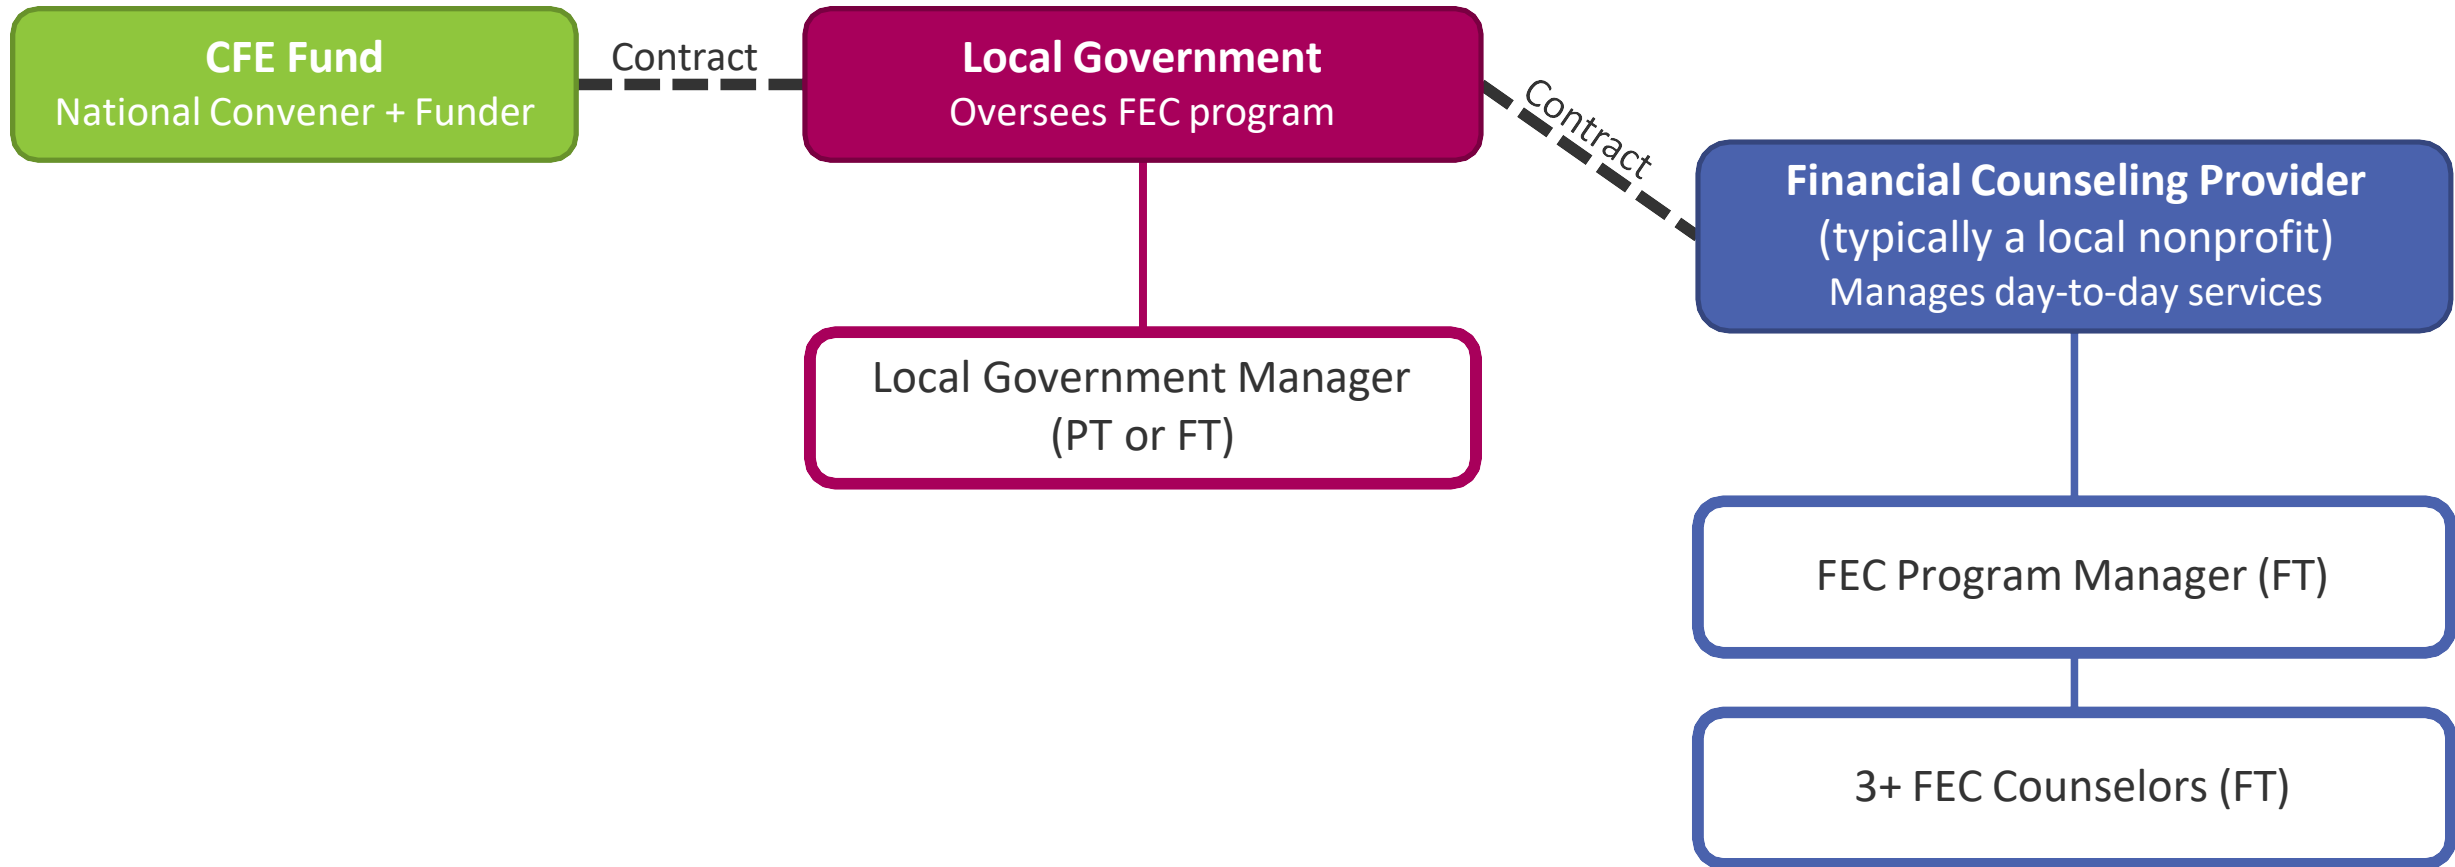 CFE Fund
National Convener + Funder
Contract
Local Government
Oversees FEC program
Contract
Financial Counseling Provider
(typically a local nonprofit)
Manages day-to-day services
Local Government Manager
(PT or FT)
FEC Program Manager (FT)
3+ FEC Counselors (FT)